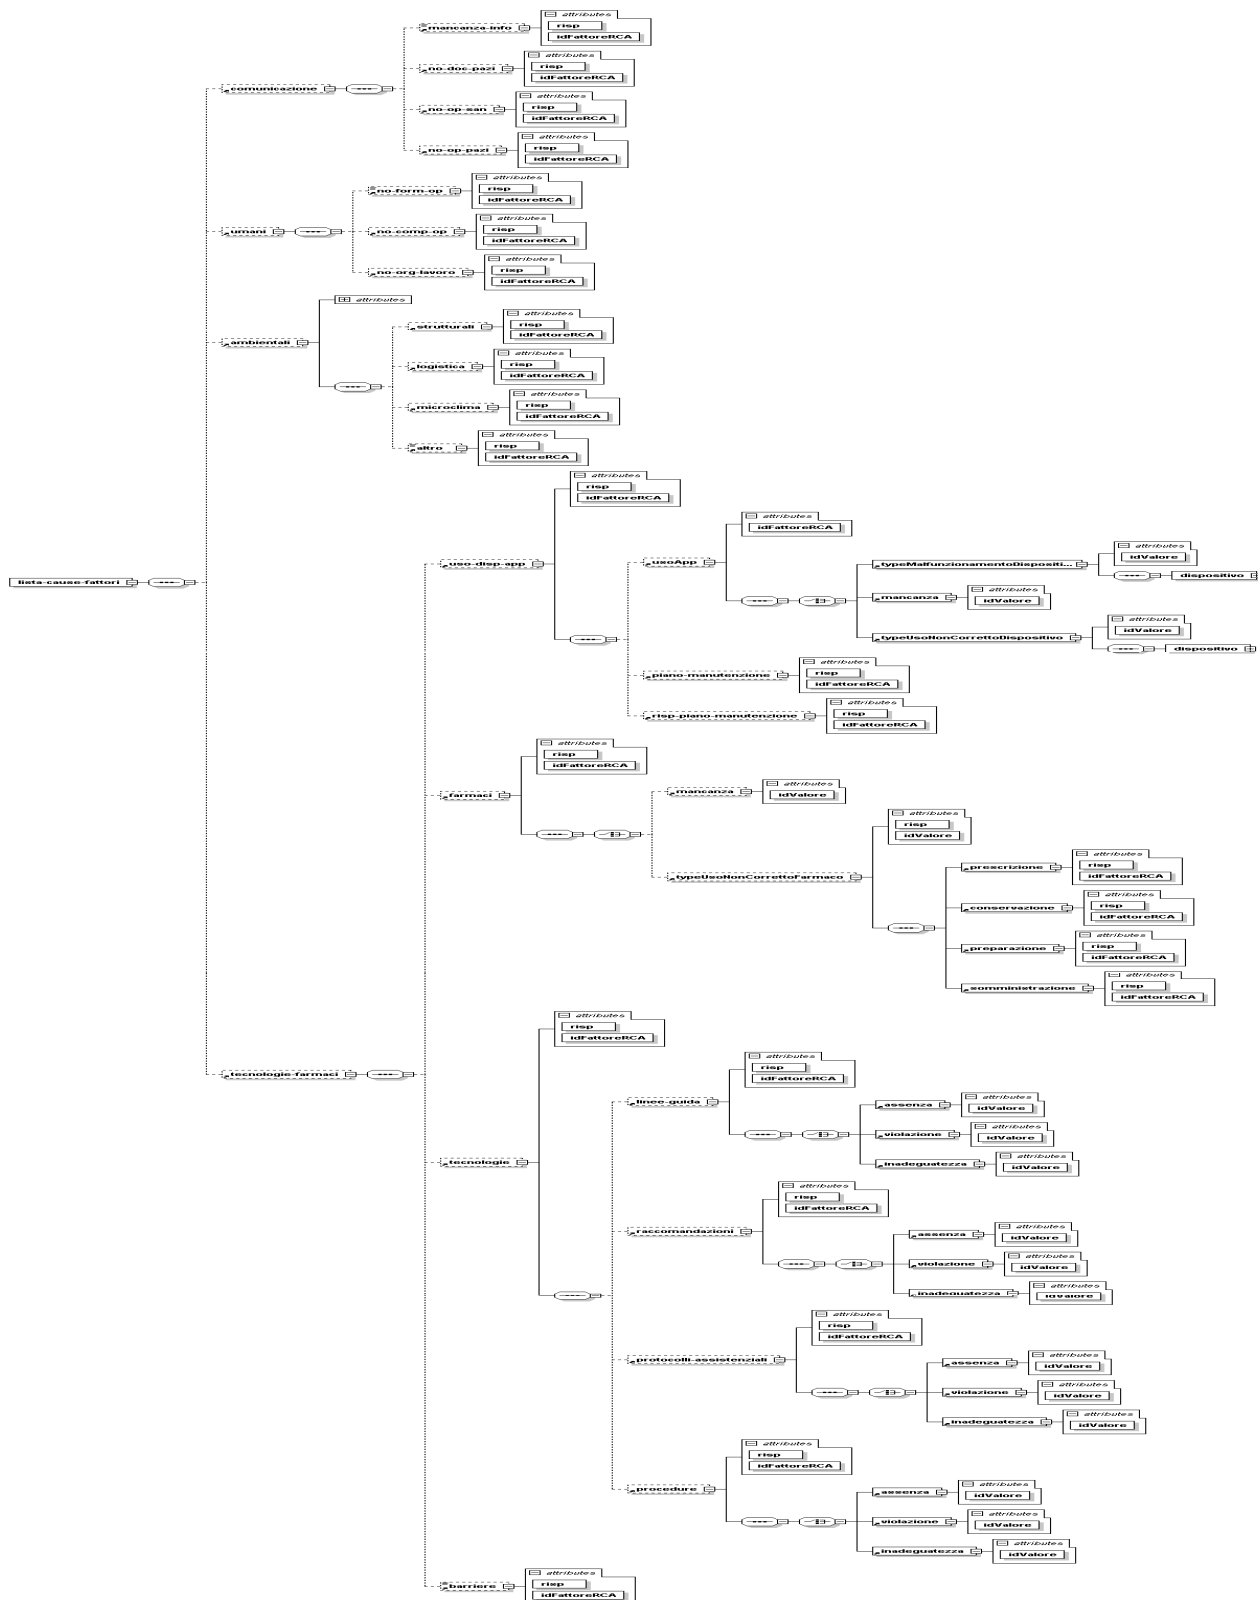 attributes
mancanza-info
risp
idFattoreRCA
attributes
no-doc-pazi
risp
idFattoreRCA
comunicazione
attributes
no-op-san
risp
idFattoreRCA
attributes
no-op-pazi
risp
idFattoreRCA
attributes
no-form-op
risp
idFattoreRCA
umani
attributes
no-comp-op
risp
idFattoreRCA
attributes
no-org-lavoro
risp
idFattoreRCA
attributes
ambientali
attributes
strutturali
risp
idFattoreRCA
attributes
logistica
risp
idFattoreRCA
attributes
microclima
risp
idFattoreRCA
attributes
altro
risp
idFattoreRCA
attributes
risp
idFattoreRCA
lista-cause-fattori
uso-disp-app
attributes
idFattoreRCA
usoApp
typeMalfunzionamentoDispositi...
attributes
idValore
dispositivo
mancanza
attributes
idValore
typeUsoNonCorrettoDispositivo
attributes
idValore
dispositivo
piano-manutenzione
attributes
risp
idFattoreRCA
risp-piano-manutenzione
attributes
risp
idFattoreRCA
attributes
risp
idFattoreRCA
farmaci
mancanza
attributes
idValore
attributes
risp
idValore
typeUsoNonCorrettoFarmaco
prescrizione
attributes
risp
idFattoreRCA
conservazione
attributes
risp
idFattoreRCA
preparazione
attributes
risp
idFattoreRCA
somministrazione
attributes
risp
idFattoreRCA
tecnologie-farmaci
attributes
risp
idFattoreRCA
tecnologie
attributes
risp
idFattoreRCA
linee-guida
assenza
attributes
idValore
violazione
attributes
idValore
inadeguatezza
attributes
idValore
attributes
risp
idFattoreRCA
raccomandazioni
assenza
attributes
idValore
violazione
attributes
idValore
inadeguatezza
attributes
idValore
attributes
risp
idFattoreRCA
protocolli-assistenziali
assenza
attributes
idValore
violazione
attributes
idValore
inadeguatezza
attributes
idValore
attributes
risp
idFattoreRCA
procedure
assenza
attributes
idValore
violazione
attributes
idValore
inadeguatezza
attributes
idValore
barriere
attributes
risp
idFattoreRCA